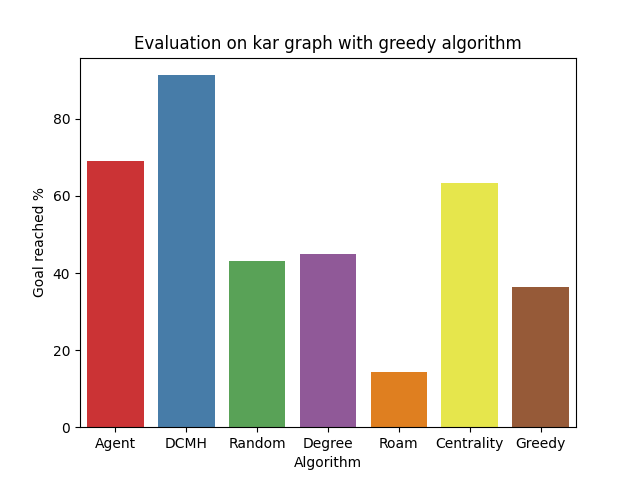 Evaluation on kar graph with greedy algorithm
Goal reached %
80
60
40
20
0
Agent DCMH Random Degree Roam Centrality Greedy
Algorithm